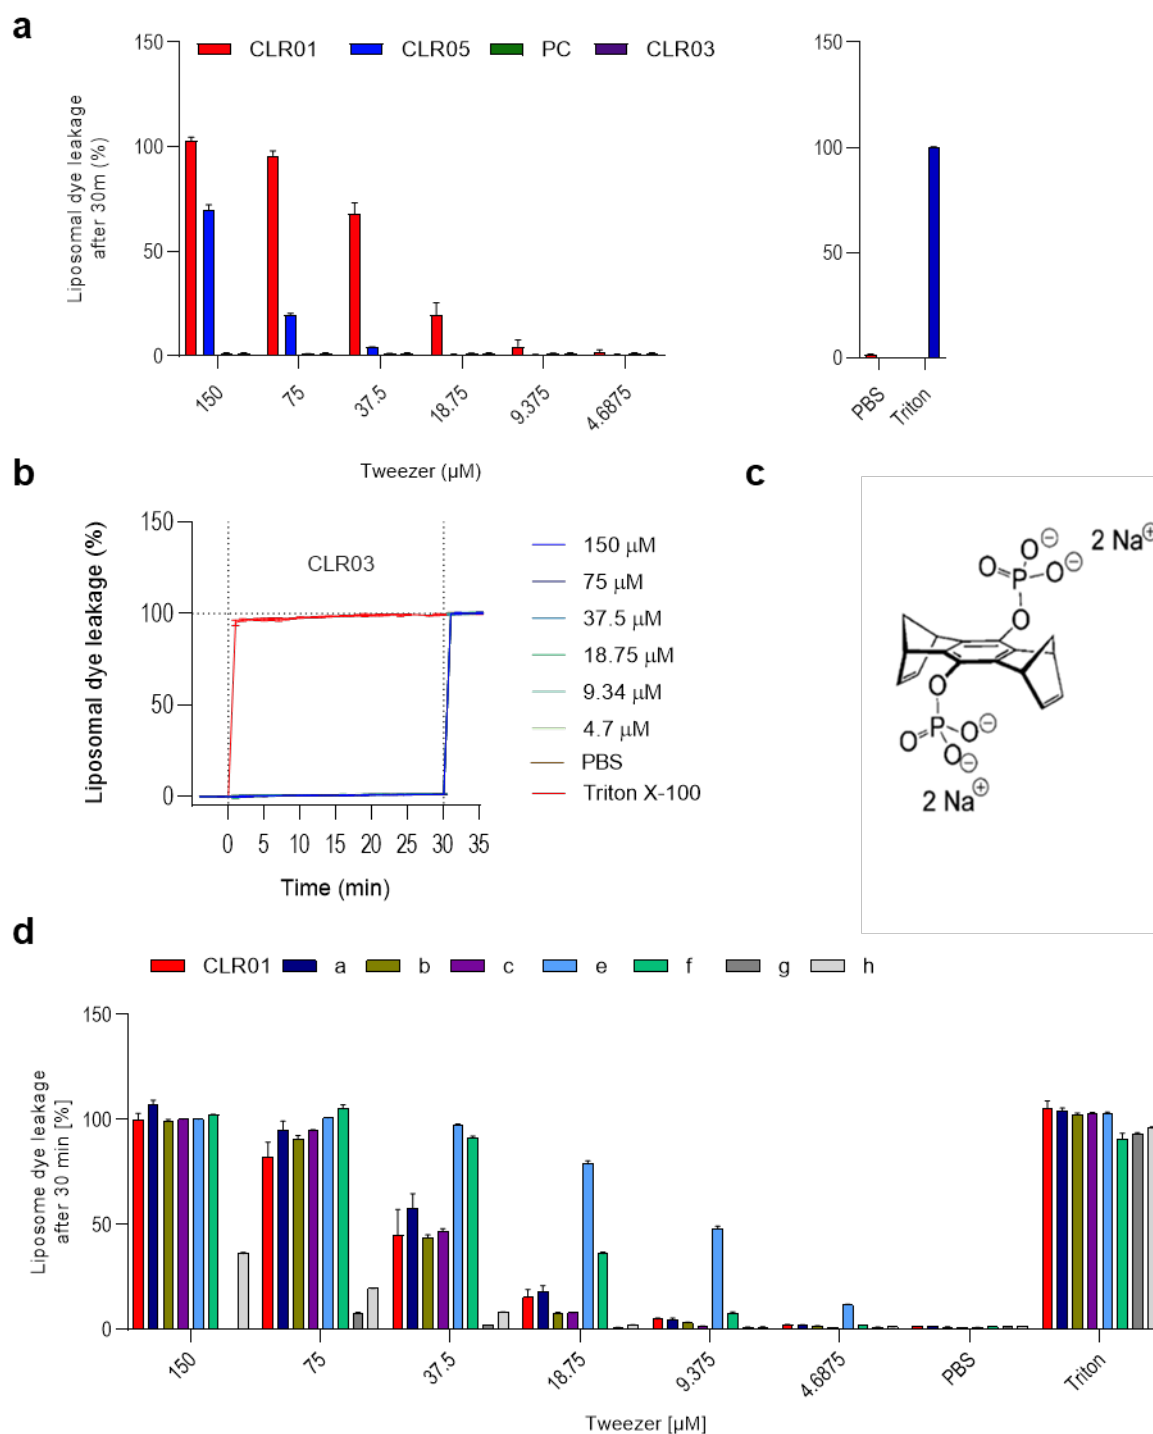 a
CLR01 CLR05 PC CLR03
Liposomal dye leakage
after 30m (%)
150
100
50
0
150 75 37.5 18.75 9.375 4.6875
Tweezer (µM)
150
100
50
0
PBS Triton
b
Liposomal dye leakage (%)
150
100
50
0
CLR03
0 5 10 15 20 25 30 35
Time (min)
150 µM
75 µM
37.5 µM
18.75 µM
9.34 µM
4.7 µM
PBS
Triton X-100
c
O⊖ 2 Na⊕
O=P–O⊖
O
O
O=P–O⊖
O⊖
2 Na⊕
d
CLR01 a b c e f g h
Liposome dye leakage
after 30 min [%]
150
100
50
0
150 75 37.5 18.75 9.375 4.6875 PBS Triton
Tweezer [µM]